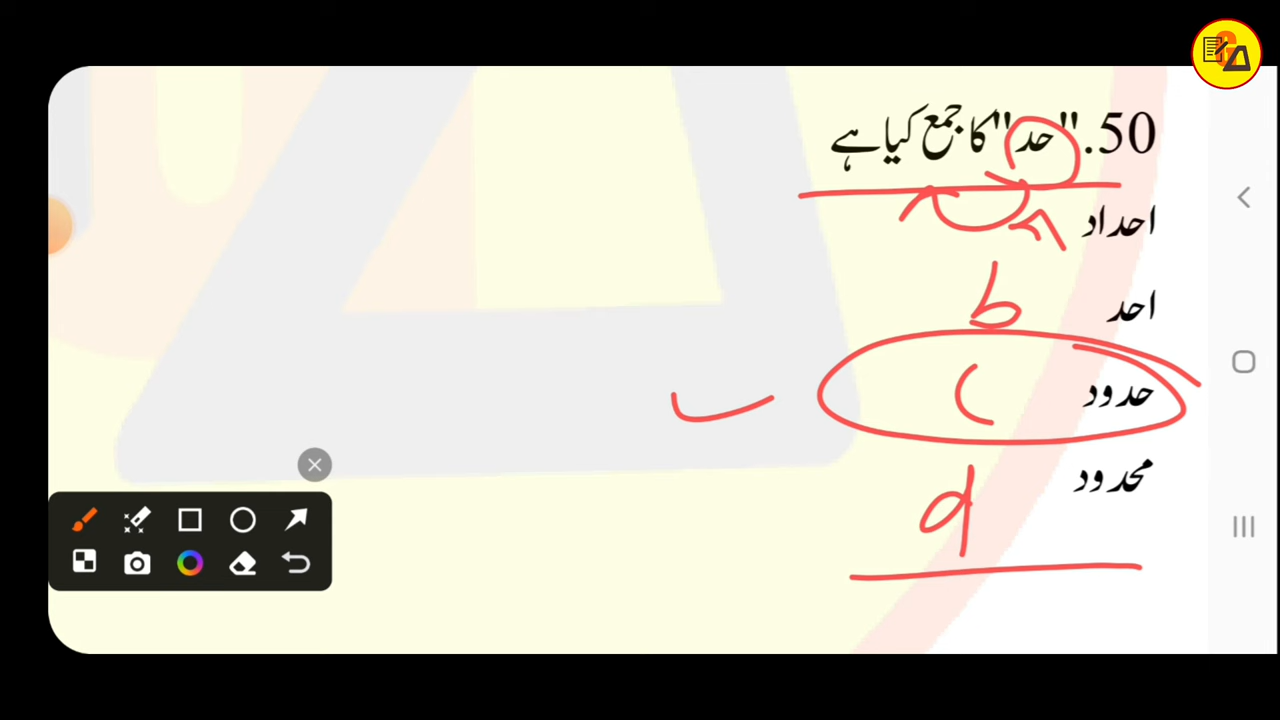 50. "حد" کا جمع کیا ہے
احداد a
احد b
حدود c
محدود d